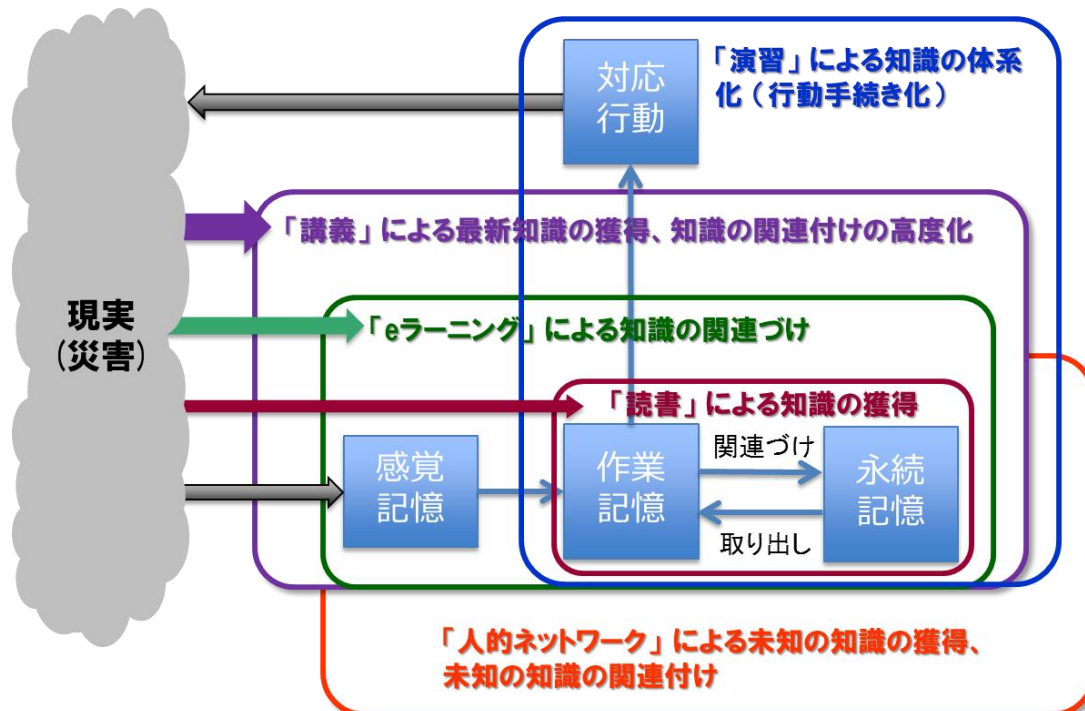 「演習」による知識の体系
化（行動手続き化）
対応
行動
「講義」による最新知識の獲得、知識の関連付けの高度化
現実
(災害)
「eラーニング」による知識の関連づけ
「読書」による知識の獲得
感覚
記憶
作業
記憶
関連づけ
取り出し
永続
記憶
「人的ネットワーク」による未知の知識の獲得、
未知の知識の関連付け